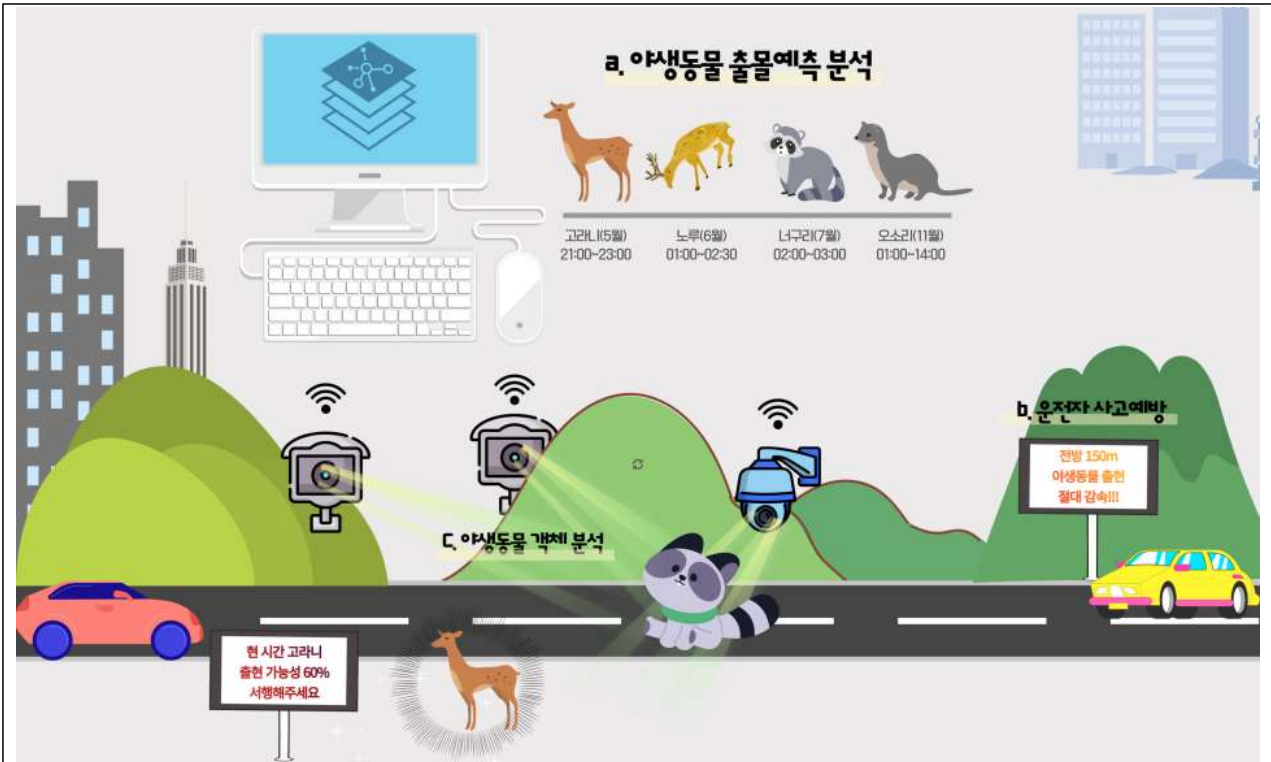 a. 야생동물 출몰예측 분석
고라니(5월) 노루(6월) 너구리(7월) 오소리(11월)
21:00~23:00 01:00~02:30 02:00~03:00 01:00~14:00
b. 운전자 사고예방
전방 150m
야생동물 출현
절대 감속!!!
c. 야생동물 객체 분석
현 시간 고라니
출현 가능성 60%
서행해주세요